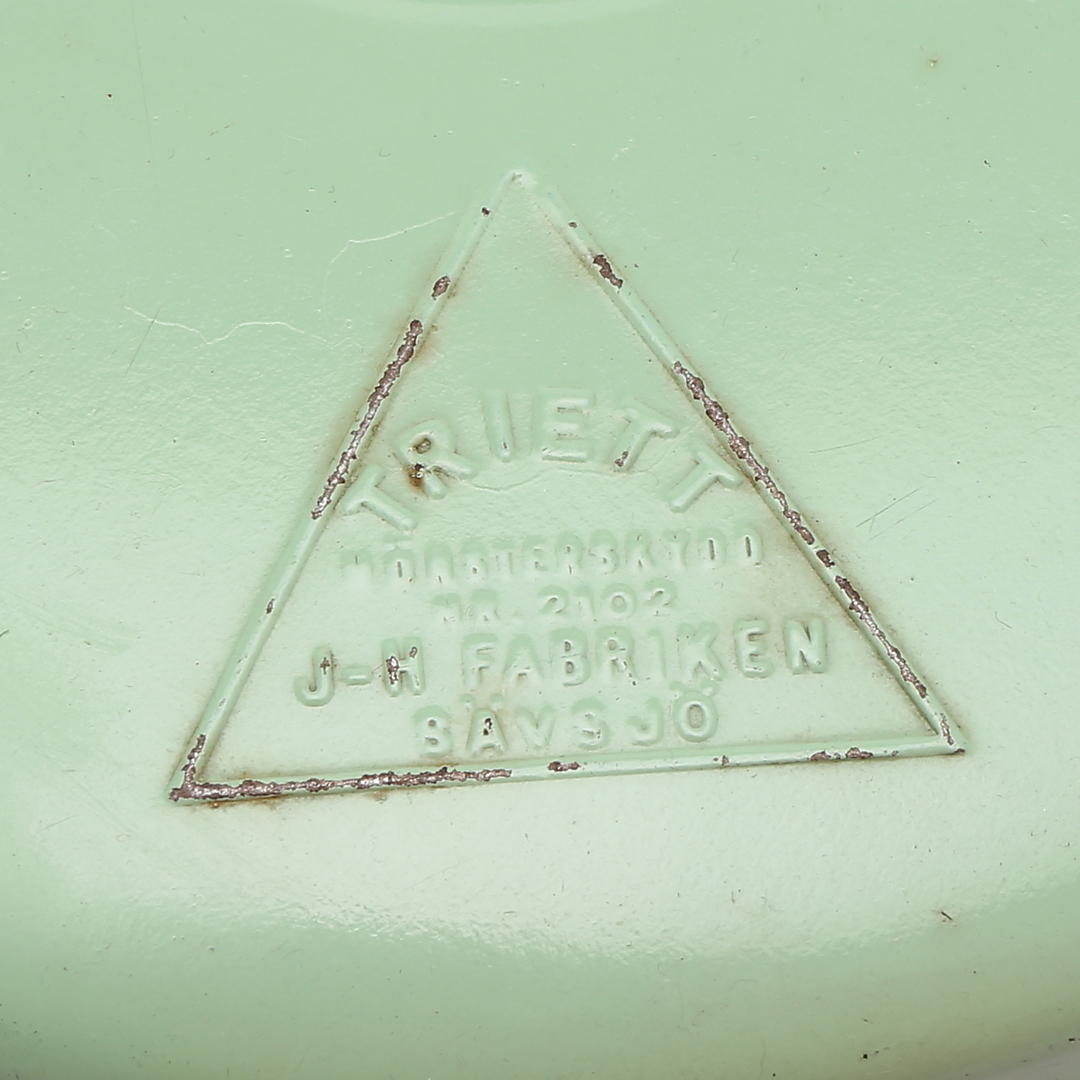 TRIETT
MÖNSTERSKYDD
NR. 2102
J-H FABRIKEN
SÄVSJÖ